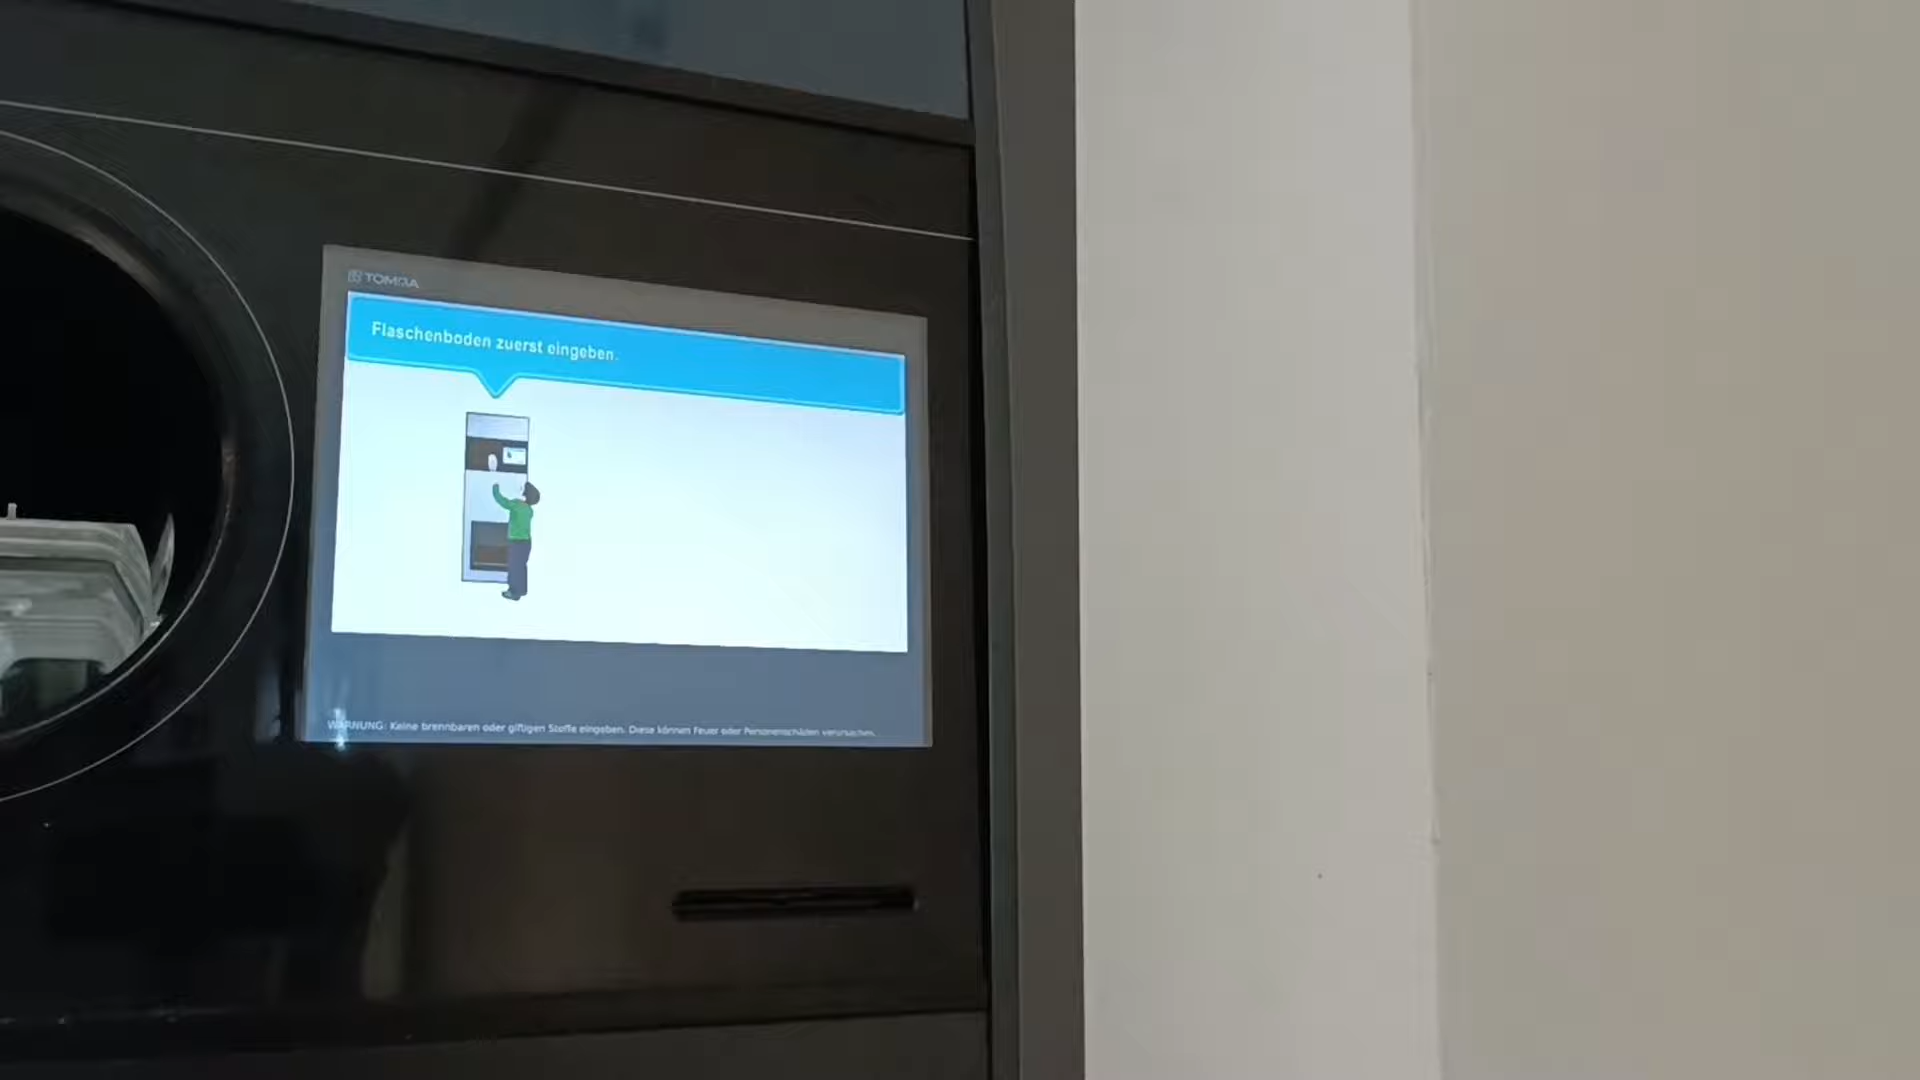 TOMRA
Flaschenboden zuerst eingeben.
WARNUNG: Keine brennbaren oder giftigen Stoffe eingeben. Diese können Feuer oder Personenschäden verursachen.